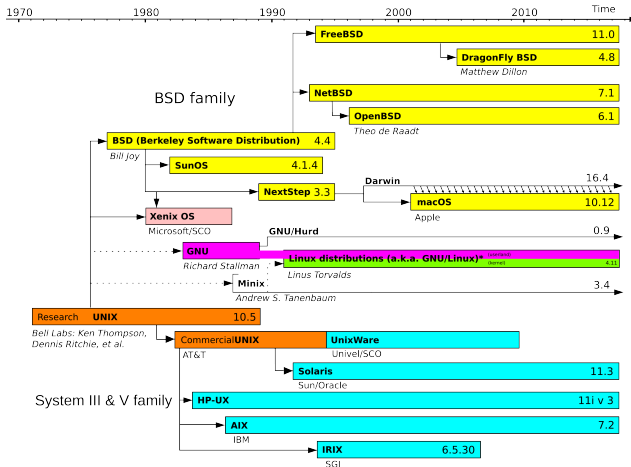 1970 1980 1990 2000 2010 Time
FreeBSD 11.0
DragonFly BSD 4.8
Matthew Dillon
BSD family
NetBSD 7.1
OpenBSD 6.1
Theo de Raadt
BSD (Berkeley Software Distribution) 4.4
Bill Joy
SunOS 4.1.4
Darwin 16.4
NextStep 3.3
macOS 10.12
Apple
Xenix OS
Microsoft/SCO
GNU/Hurd 0.9
GNU
Richard Stallman
Linux distributions (a.k.a. GNU/Linux)*
(kernel) 4.11
Linus Torvalds
Minix 3.4
Andrew S. Tanenbaum
Research UNIX 10.5
Bell Labs: Ken Thompson,
Dennis Ritchie, et al.
CommercialUNIX UnixWare
AT&T Univel/SCO
Solaris 11.3
Sun/Oracle
System III & V family
HP-UX 11i v 3
AIX 7.2
IBM
IRIX 6.5.30
SGI